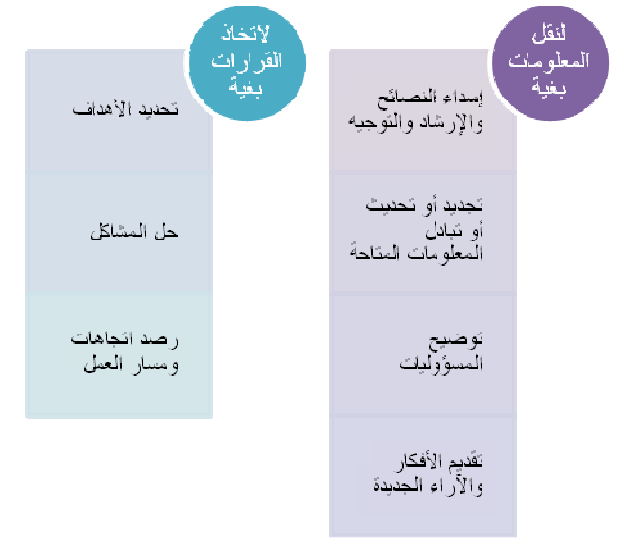 لنقل
المعلومات
بغية
إسداء النصائح
والإرشاد والتوجيه
تجديد أو تحديث
أو تبادل
المعلومات المتاحة
توضيح
المسؤوليات
تقديم الأفكار
والآراء الجديدة
لاتخاذ
القرارات
بغية
تحديد الأهداف
حل المشاكل
رصد اتجاهات
ومسار العمل